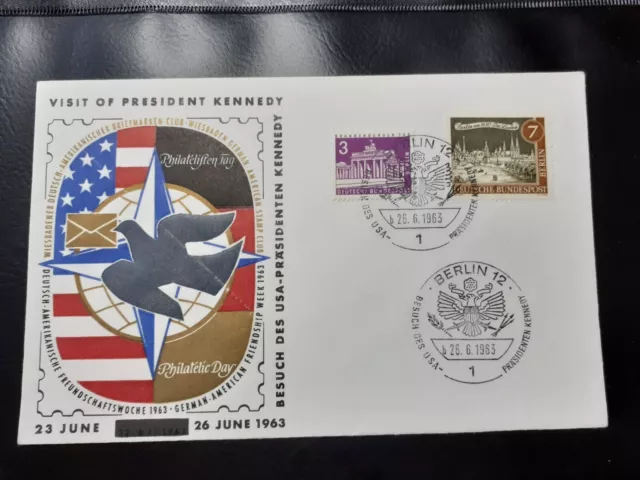 VISIT OF PRESIDENT KENNEDY
WIESBADENER DEUTSCH-AMERIKANISCHER BRIEFMARKEN-CLUB-WIESBADEN GERMAN AMERICAN STAMP CLUB
DEUTSCH-AMERIKANISCHE FREUNDSCHAFTSWOCHE 1963 · GERMAN-AMERICAN FRIENDSHIP WEEK 1963
Philatelisten Tag
Philatelic Day
BESUCH DES USA-PRÄSIDENTEN KENNEDY
23 JUNE
26 JUNE 1963
3
7
BERLIN
DEUTSCHE BUNDESPOST
BERLIN 12
BESUCH DES USA-
PRÄSIDENTEN KENNEDY
b 26.6.1963
1
· BERLIN 12 ·
BESUCH DES USA-
PRÄSIDENTEN KENNEDY
b 26.6.1963
1